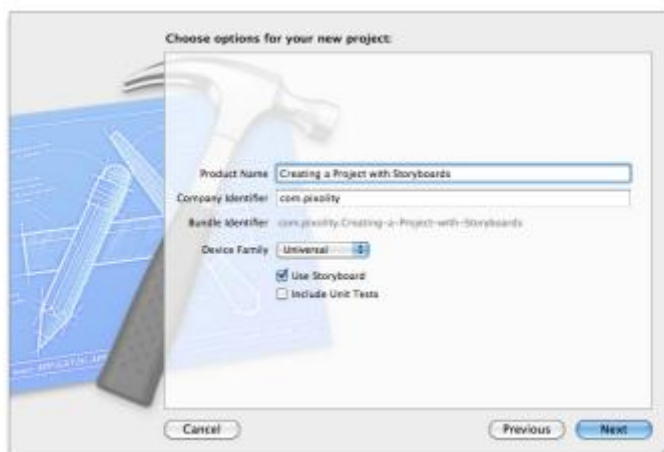 Choose options for your new project:
Product Name Creating a Project with Storyboards
Company Identifier com.pixolity
Bundle Identifier com.pixolity.Creating-a-Project-with-Storyboards
Device Family Universal
Use Storyboard
Include Unit Tests
Cancel Previous Next